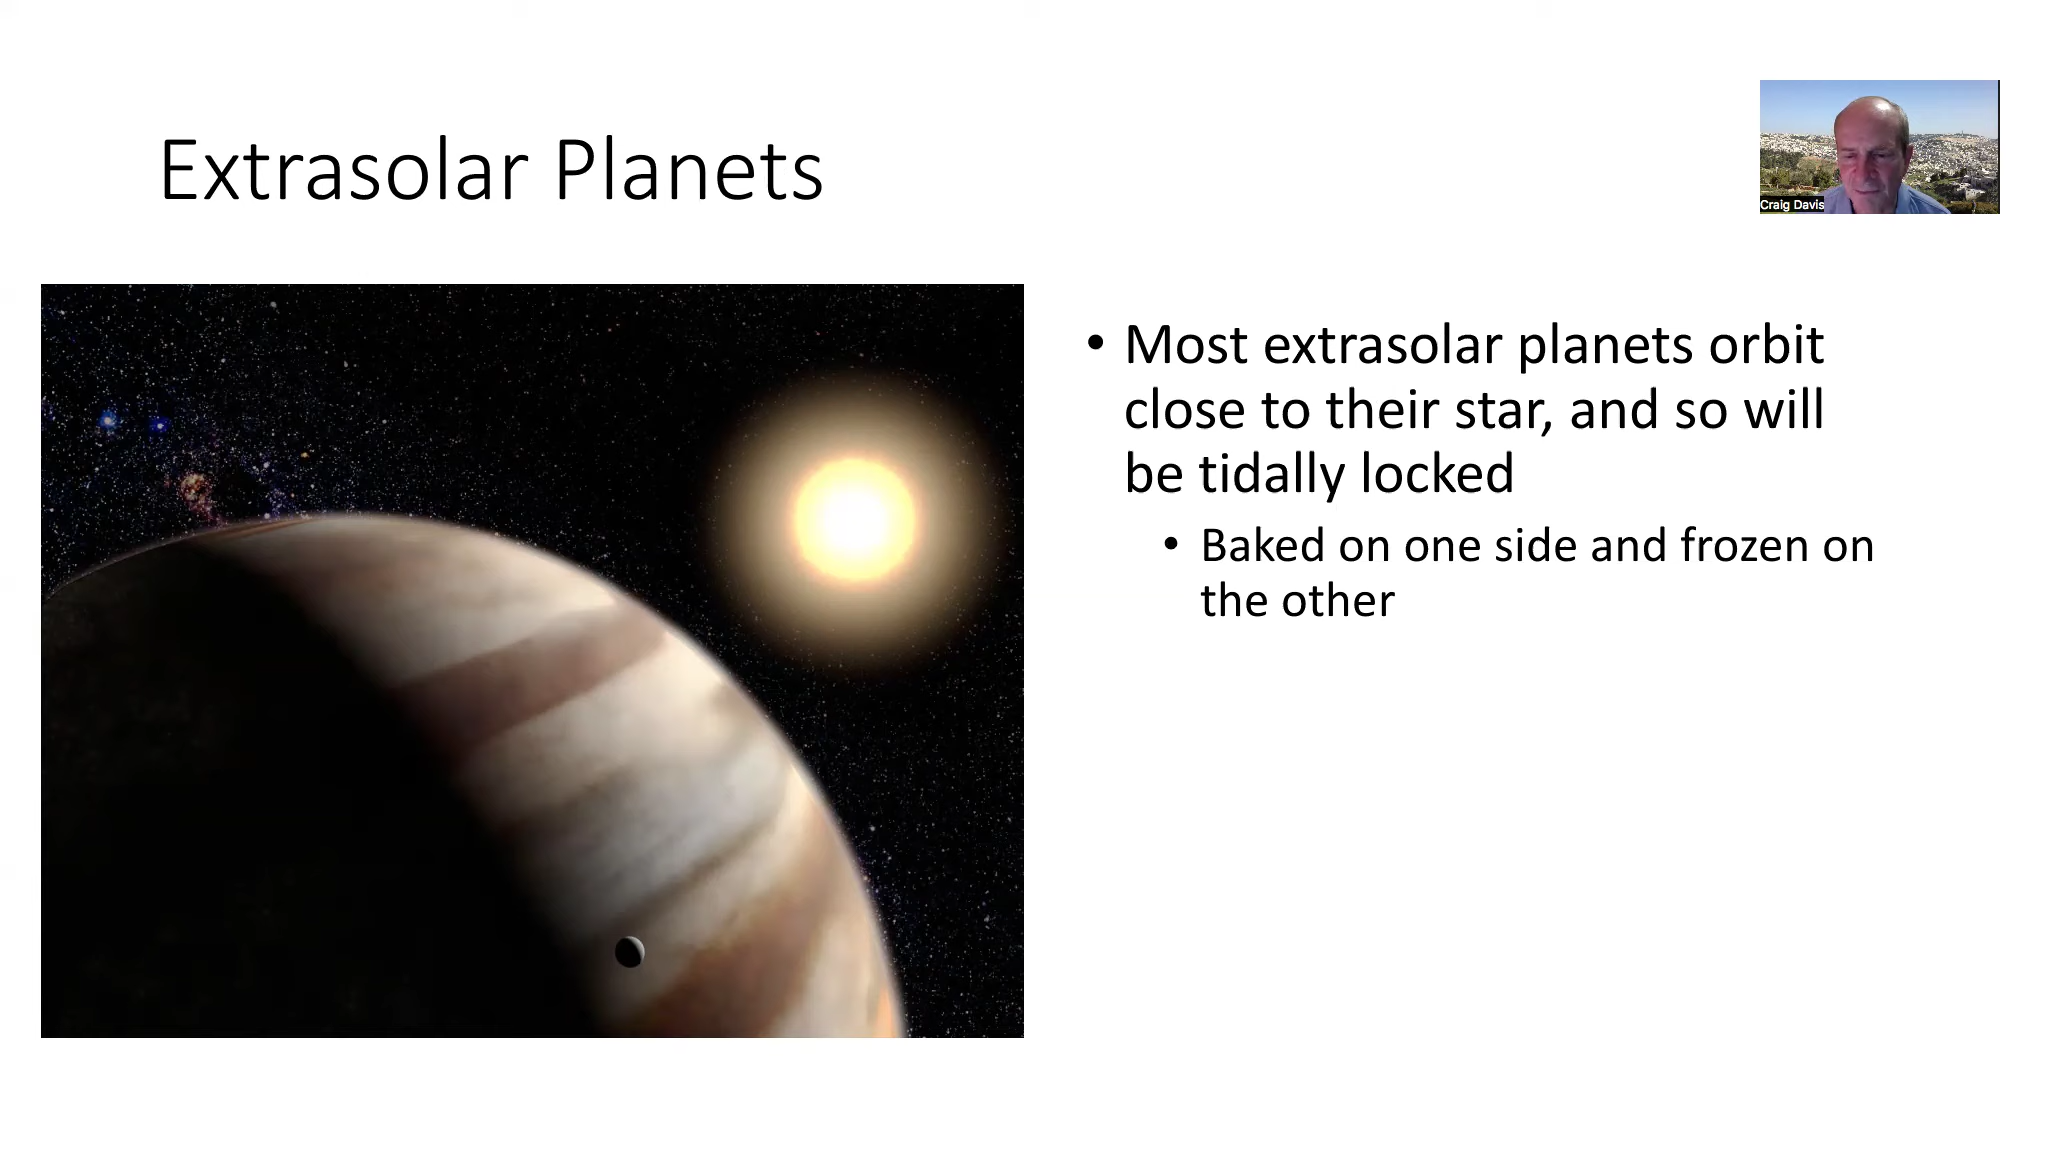 Extrasolar Planets
Craig Davis
• Most extrasolar planets orbit
close to their star, and so will
be tidally locked
• Baked on one side and frozen on
the other